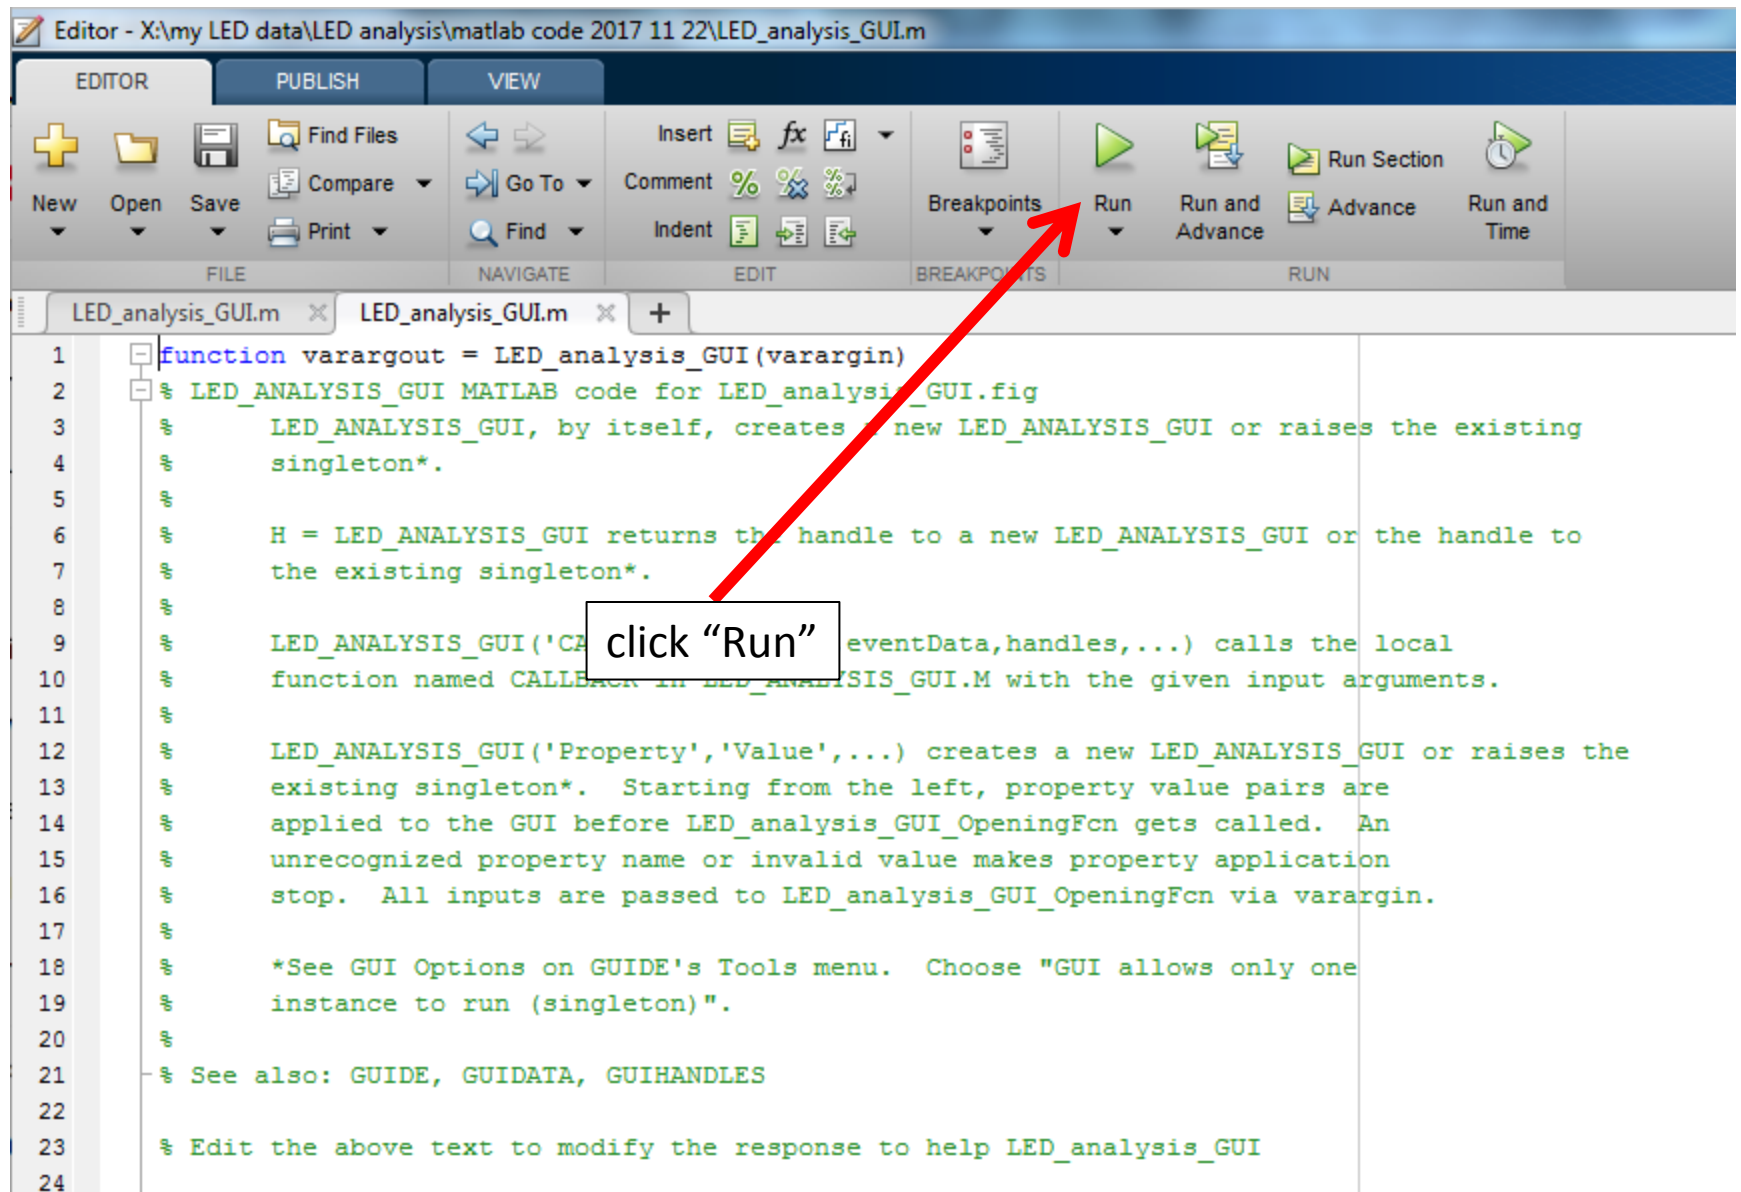 Editor - X:\my LED data\LED analysis\matlab code 2017 11 22\LED_analysis_GUI.m
EDITOR PUBLISH VIEW
Find Files Insert fx fi
Compare Go To Comment % Run Section
New Open Save Print Find Indent Breakpoints Run Run and Advance Advance Run and Time
FILE NAVIGATE EDIT BREAKPOINTS RUN
LED_analysis_GUI.m LED_analysis_GUI.m +
1 function varargout = LED_analysis_GUI(varargin)
2 % LED_ANALYSIS_GUI MATLAB code for LED_analysis_GUI.fig
3 % LED_ANALYSIS_GUI, by itself, creates a new LED_ANALYSIS_GUI or raises the existing
4 % singleton*.
5 %
6 % H = LED_ANALYSIS_GUI returns the handle to a new LED_ANALYSIS_GUI or the handle to
7 % the existing singleton*.
8 %
click “Run”
9 % LED_ANALYSIS_GUI('CA eventData,handles,...) calls the local
10 % function named CALLBACK in LED_ANALYSIS_GUI.M with the given input arguments.
11 %
12 % LED_ANALYSIS_GUI('Property','Value',...) creates a new LED_ANALYSIS_GUI or raises the
13 % existing singleton*. Starting from the left, property value pairs are
14 % applied to the GUI before LED_analysis_GUI_OpeningFcn gets called. An
15 % unrecognized property name or invalid value makes property application
16 % stop. All inputs are passed to LED_analysis_GUI_OpeningFcn via varargin.
17 %
18 % *See GUI Options on GUIDE's Tools menu. Choose "GUI allows only one
19 % instance to run (singleton)".
20 %
21 % See also: GUIDE, GUIDATA, GUIHANDLES
22
23 % Edit the above text to modify the response to help LED_analysis_GUI
24